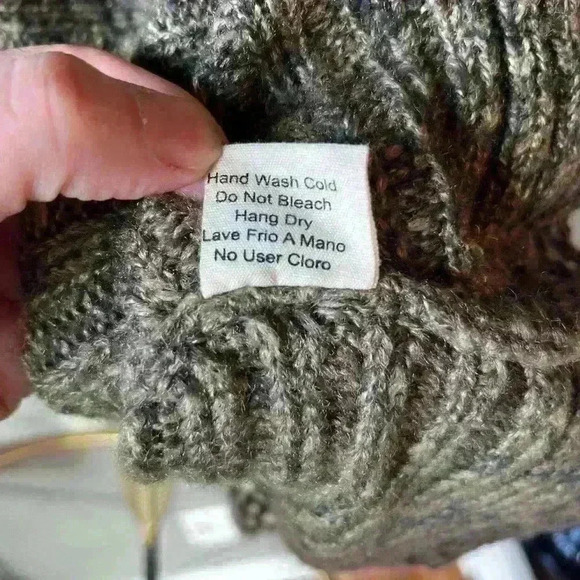 Hand Wash Cold
Do Not Bleach
Hang Dry
Lave Frio A Mano
No User Cloro